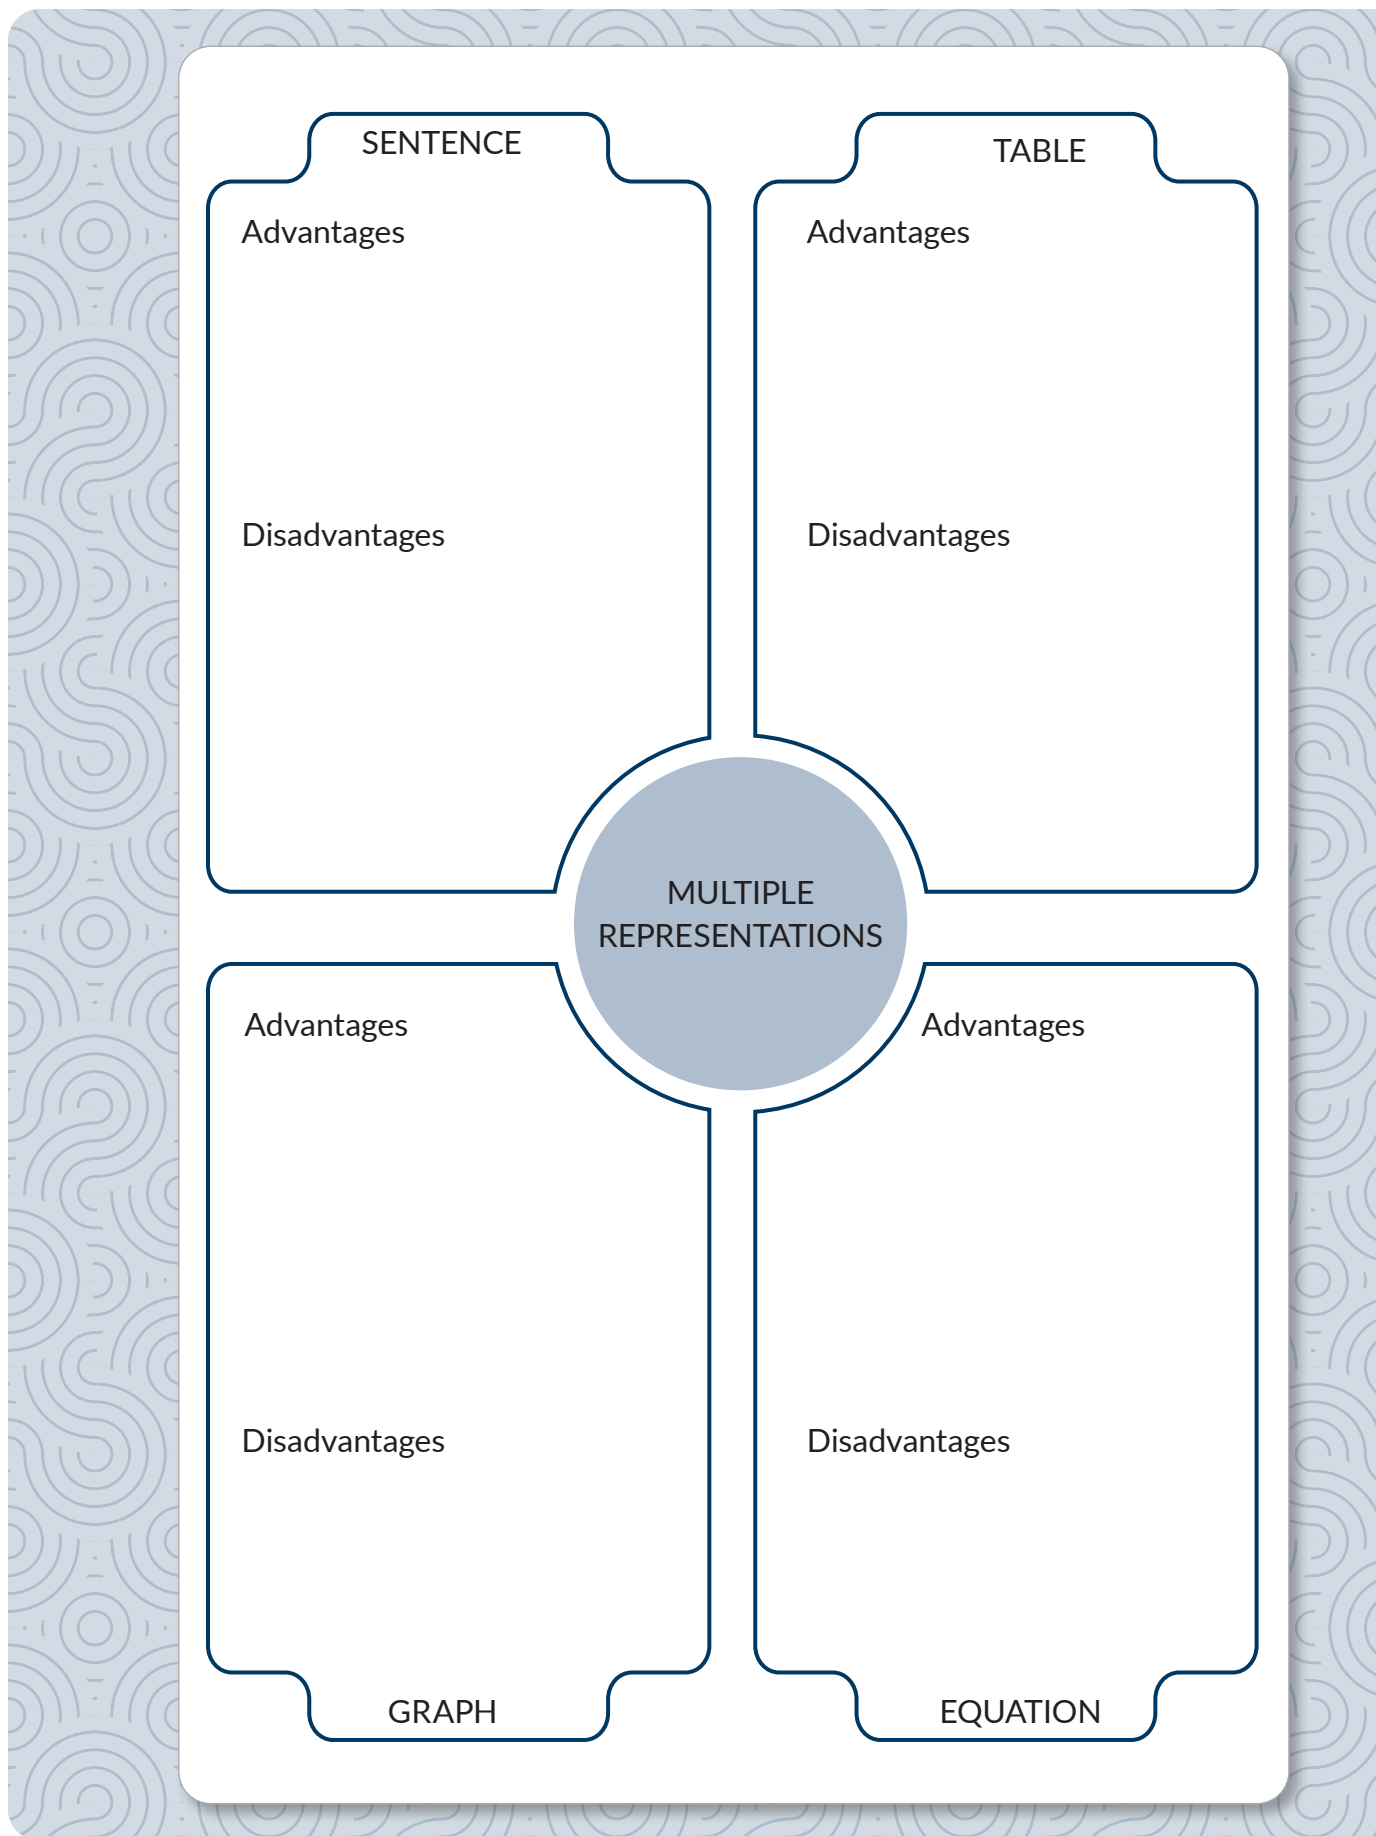 SENTENCE
Advantages
Disadvantages
TABLE
Advantages
Disadvantages
MULTIPLE
REPRESENTATIONS
Advantages
Disadvantages
GRAPH
Advantages
Disadvantages
EQUATION